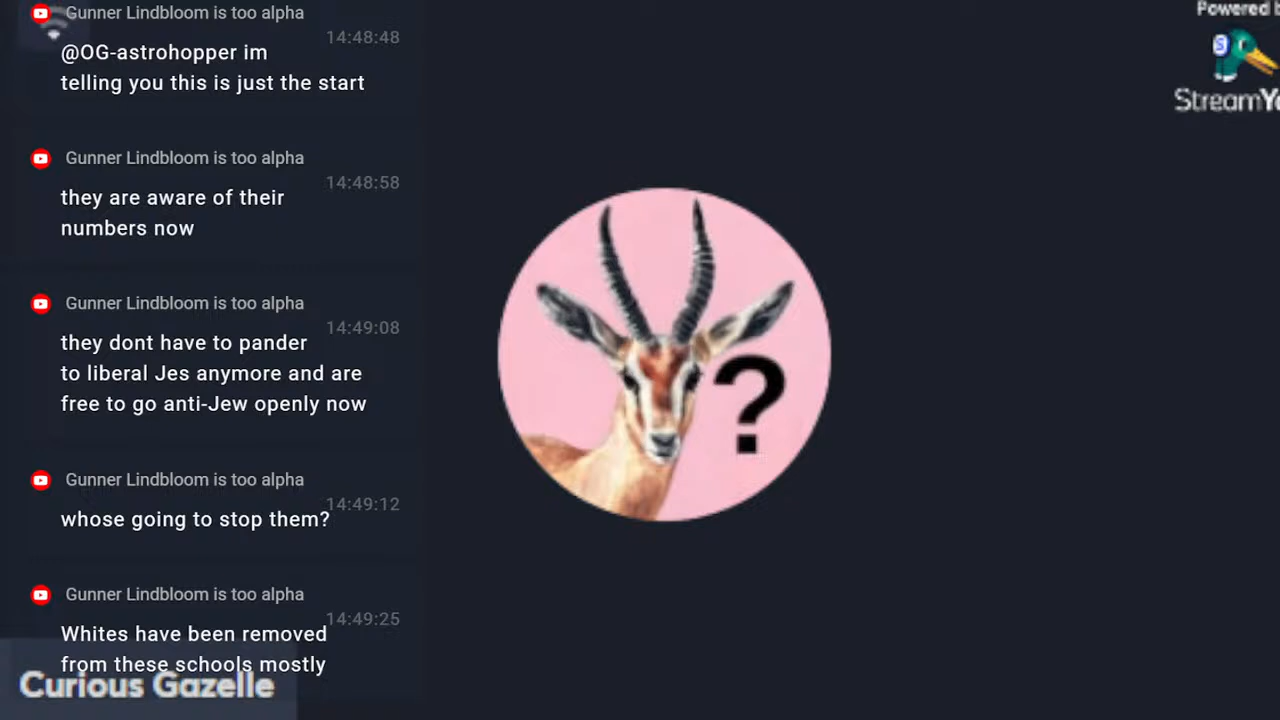 Gunner Lindbloom is too alpha
14:48:48
@OG-astrohopper im
telling you this is just the start
Gunner Lindbloom is too alpha
14:48:58
they are aware of their
numbers now
Gunner Lindbloom is too alpha
14:49:08
they dont have to pander
to liberal Jes anymore and are
free to go anti-Jew openly now
Gunner Lindbloom is too alpha
14:49:12
whose going to stop them?
Gunner Lindbloom is too alpha
14:49:25
Whites have been removed
from these schools mostly
Curious Gazelle
?
Powered b
S
StreamYe